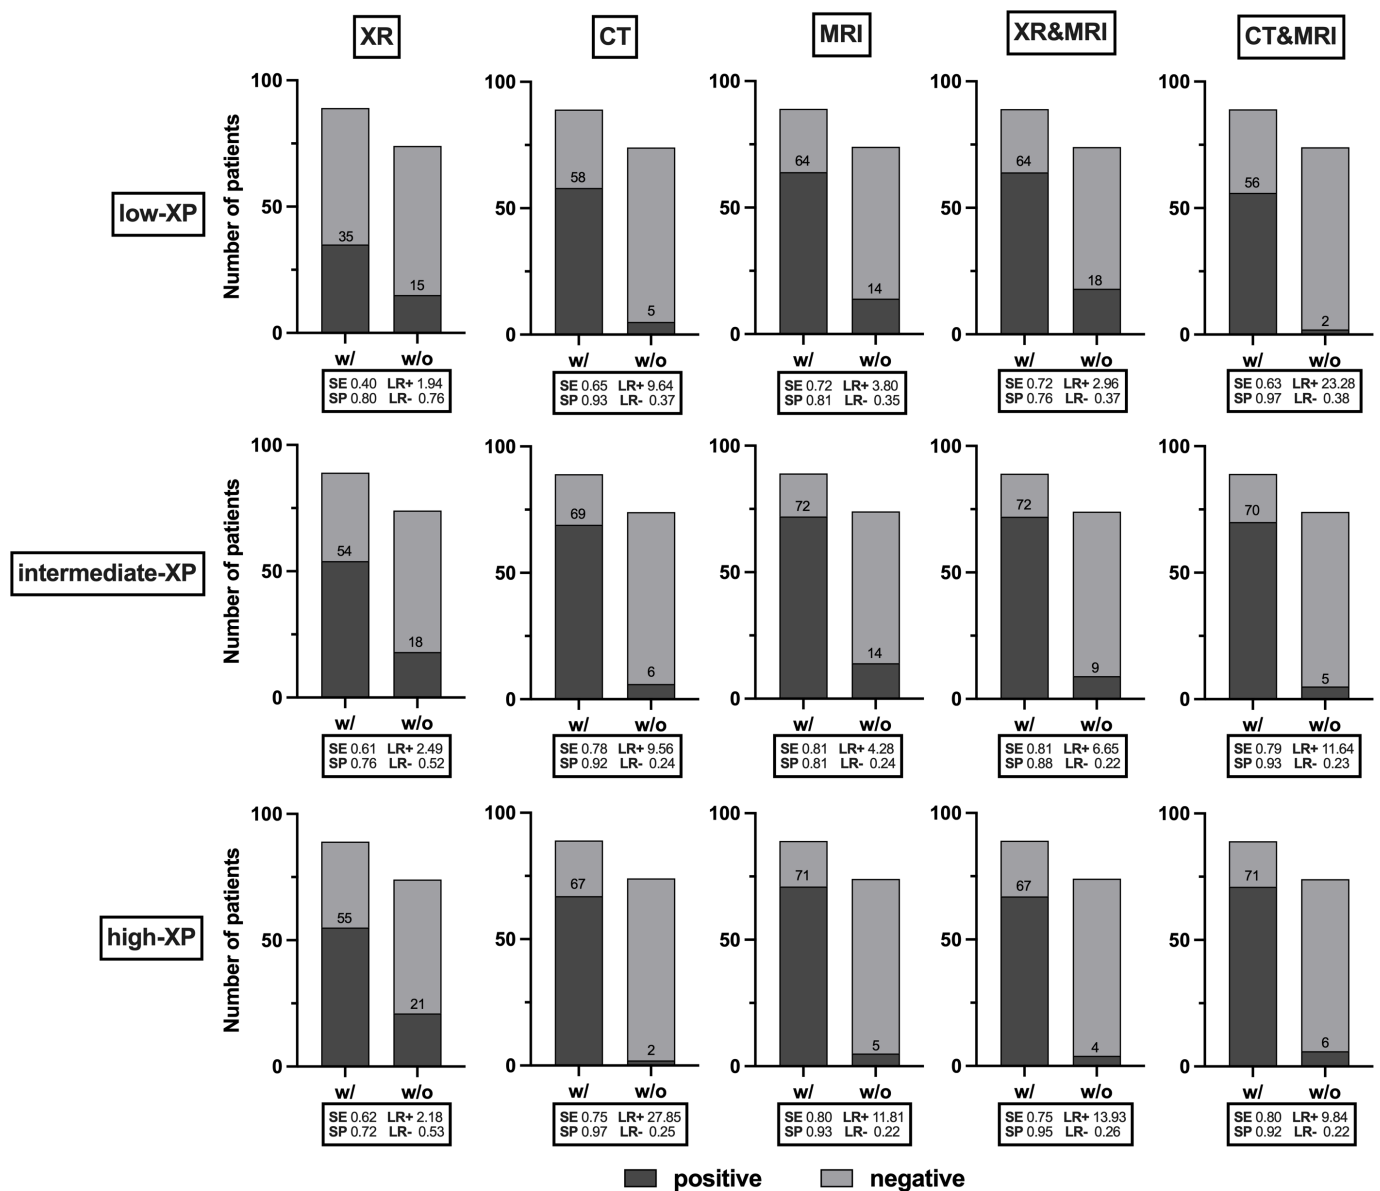 XR CT MRI XR&MRI CT&MRI
low-XP
Number of patients
100 100 100 100 100
50 50 50 50 50
0 0 0 0 0
35 15 58 5 64 14 64 18 56 2
w/ w/o w/ w/o w/ w/o w/ w/o w/ w/o
SE 0.40 LR+ 1.94 SE 0.65 LR+ 9.64 SE 0.72 LR+ 3.80 SE 0.72 LR+ 2.96 SE 0.63 LR+ 23.28
SP 0.80 LR- 0.76 SP 0.93 LR- 0.37 SP 0.81 LR- 0.35 SP 0.76 LR- 0.37 SP 0.97 LR- 0.38
intermediate-XP
Number of patients
100 100 100 100 100
50 50 50 50 50
0 0 0 0 0
54 18 69 6 72 14 72 9 70 5
w/ w/o w/ w/o w/ w/o w/ w/o w/ w/o
SE 0.61 LR+ 2.49 SE 0.78 LR+ 9.56 SE 0.81 LR+ 4.28 SE 0.81 LR+ 6.65 SE 0.79 LR+ 11.64
SP 0.76 LR- 0.52 SP 0.92 LR- 0.24 SP 0.81 LR- 0.24 SP 0.88 LR- 0.22 SP 0.93 LR- 0.23
high-XP
Number of patients
100 100 100 100 100
50 50 50 50 50
0 0 0 0 0
55 21 67 2 71 5 67 4 71 6
w/ w/o w/ w/o w/ w/o w/ w/o w/ w/o
SE 0.62 LR+ 2.18 SE 0.75 LR+ 27.85 SE 0.80 LR+ 11.81 SE 0.75 LR+ 13.93 SE 0.80 LR+ 9.84
SP 0.72 LR- 0.53 SP 0.97 LR- 0.25 SP 0.93 LR- 0.22 SP 0.95 LR- 0.26 SP 0.92 LR- 0.22
positive negative